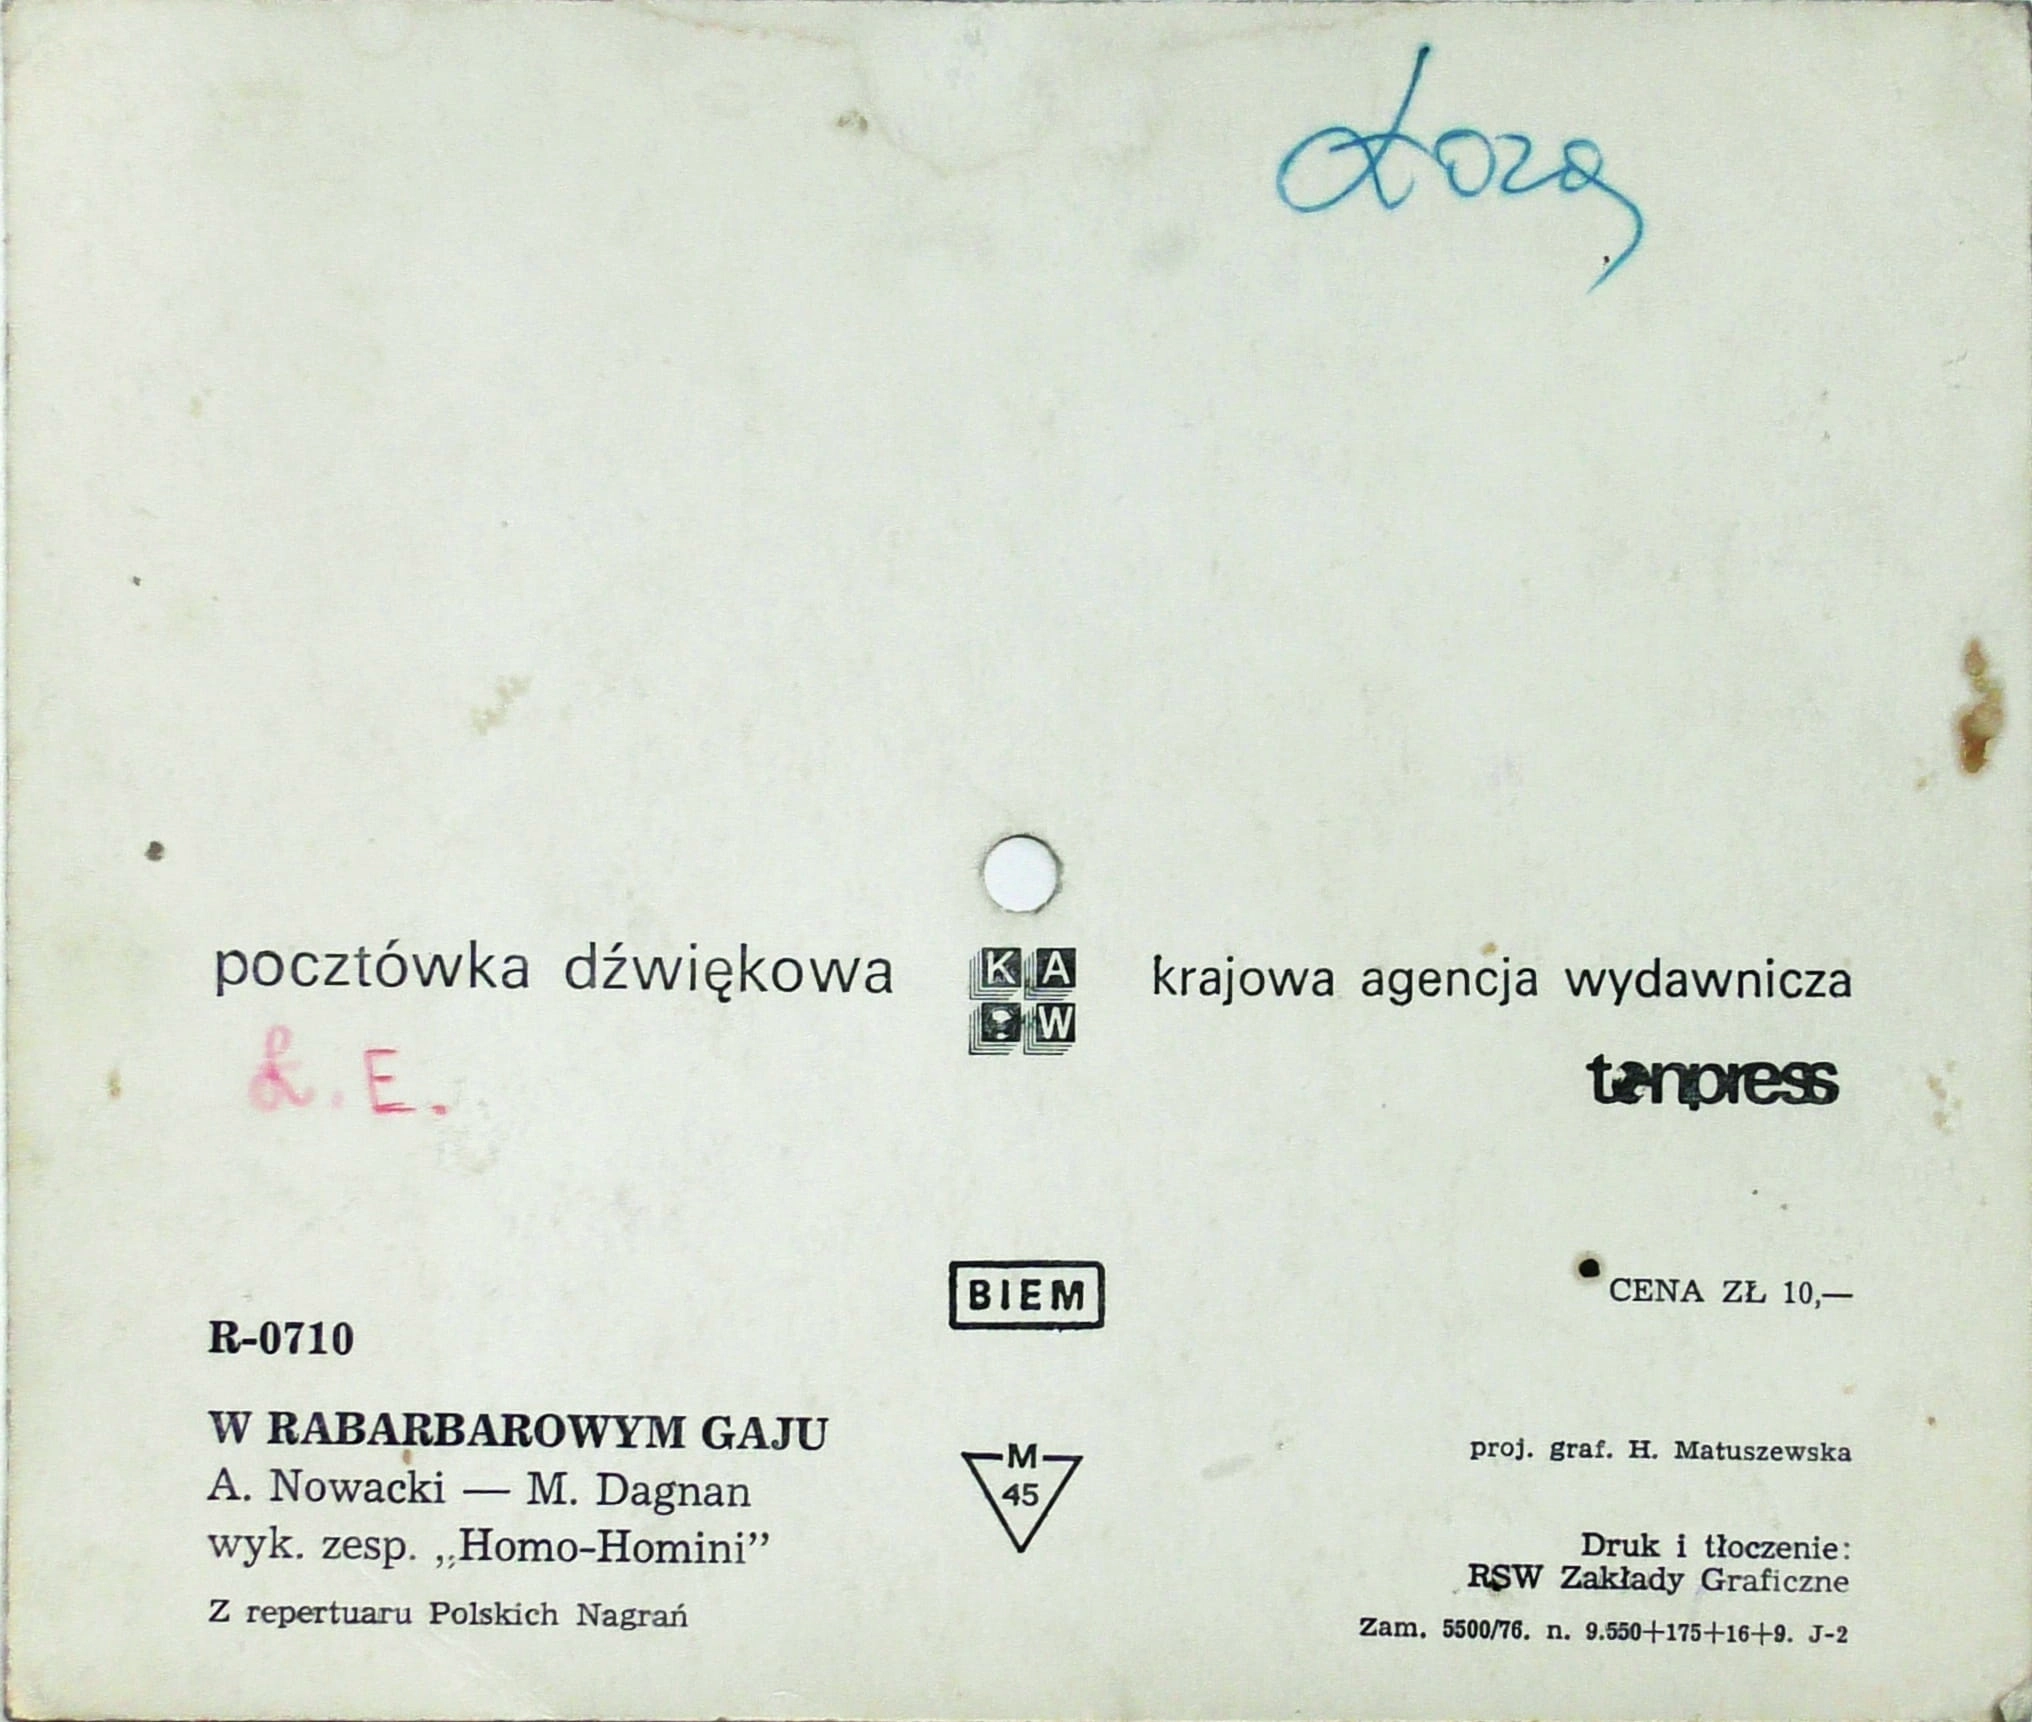 Łoza
pocztówka dźwiękowa
K A
W
krajowa agencja wydawnicza
tonpress
Ł. E.
BIEM
CENA ZŁ 10,—
R-0710
W RABARBAROWYM GAJU
A. Nowacki — M. Dagnan
wyk. zesp. „Homo-Homini”
Z repertuaru Polskich Nagrań
M
45
proj. graf. H. Matuszewska
Druk i tłoczenie:
RSW Zakłady Graficzne
Zam. 5500/76. n. 9.550+175+16+9. J-2